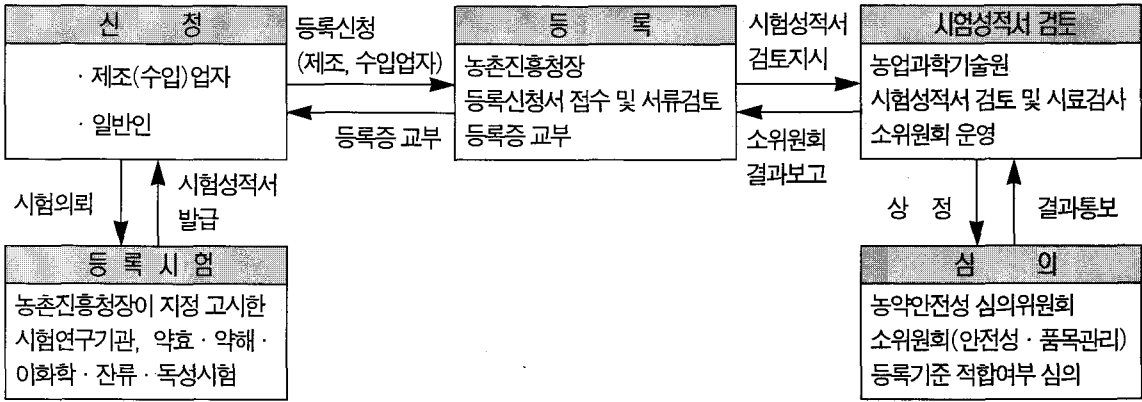 신 청
· 제조(수입)업자
· 일반인
등록신청
(제조, 수입업자)
등록증 교부
등 록
농촌진흥청장
등록신청서 접수 및 서류검토
등록증 교부
시험성적서
검토지시
소위원회
결과보고
시험성적서 검토
농업과학기술원
시험성적서 검토 및 시료검사
소위원회 운영
시험의뢰
시험성적서
발급
상 정
결과통보
등 록 시 험
농촌진흥청장이 지정 고시한
시험연구기관, 약효 · 약해 ·
이화학 · 잔류 · 독성시험
심 의
농약안전성 심의위원회
소위원회(안전성 · 품목관리)
등록기준 적합여부 심의